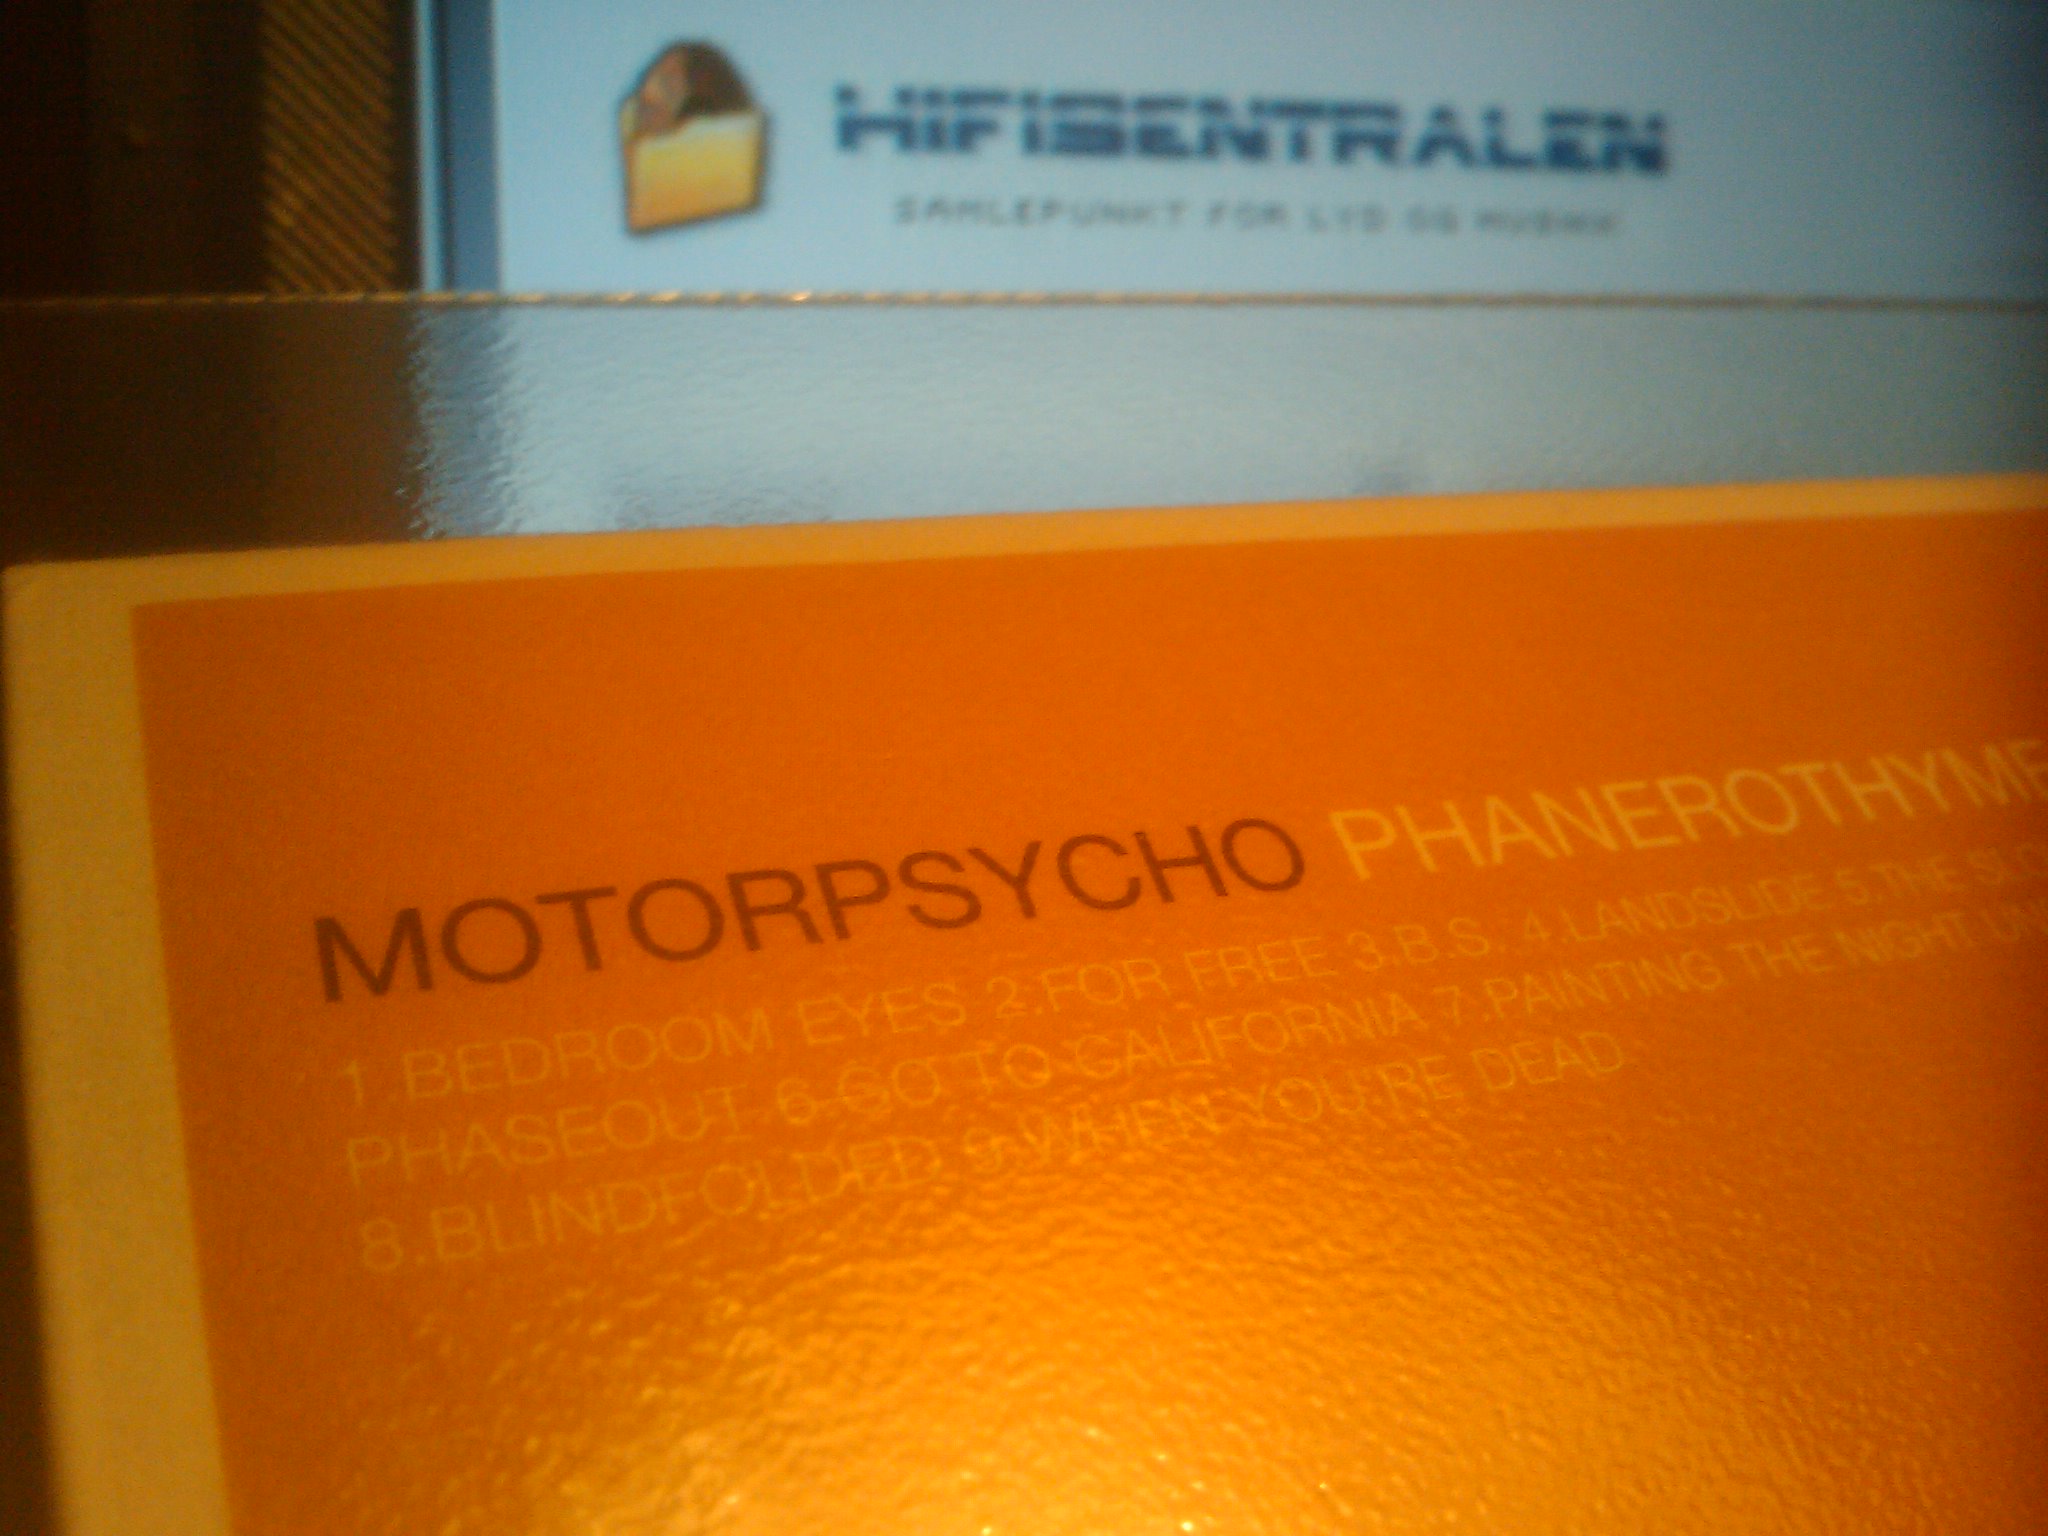 HIFISENTRALEN
SAMLEPUNKT FOR LYD OG MUSIKK
MOTORPSYCHO PHANEROTHYME
1.BEDROOM EYES 2.FOR FREE 3.B.S. 4.LANDSLIDE 5.THE
PHASEOUT 6.GO TO CALIFORNIA 7.PAINTING THE NIGHT
8.BLINDFOLDED 9.WHEN YOU'RE DEAD